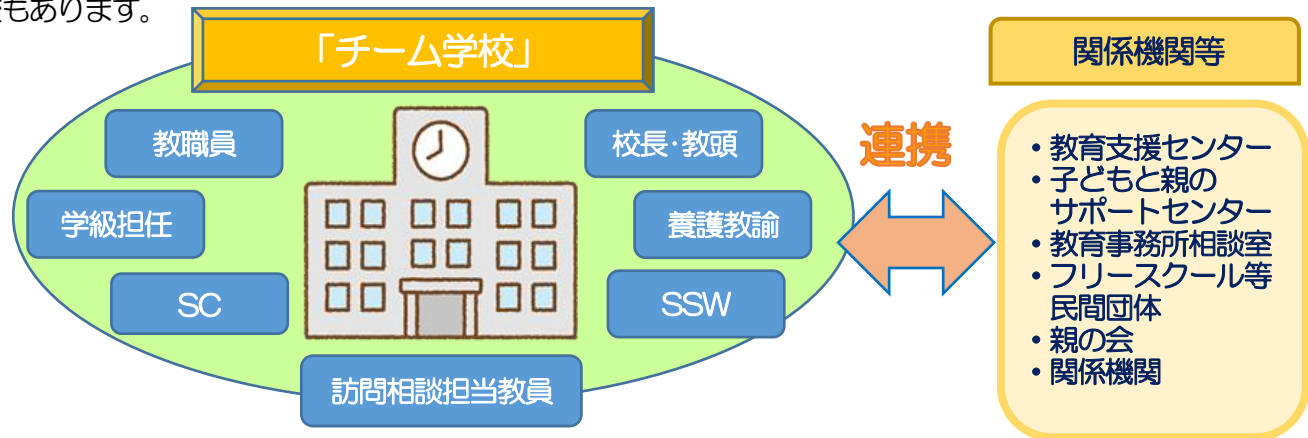 もあります。
「チーム学校」
教職員
校長・教頭
学級担任
養護教諭
SC
SSW
訪問相談担当教員
連携
関係機関等
・教育支援センター
・子どもと親の
サポートセンター
・教育事務所相談室
・フリースクール等
民間団体
・親の会
・関係機関